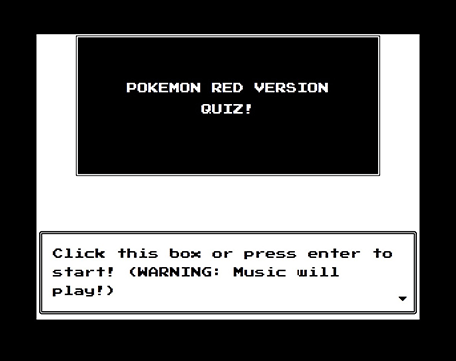 POKEMON RED VERSION
QUIZ!
Click this box or press enter to
start! (WARNING: Music will
play!)